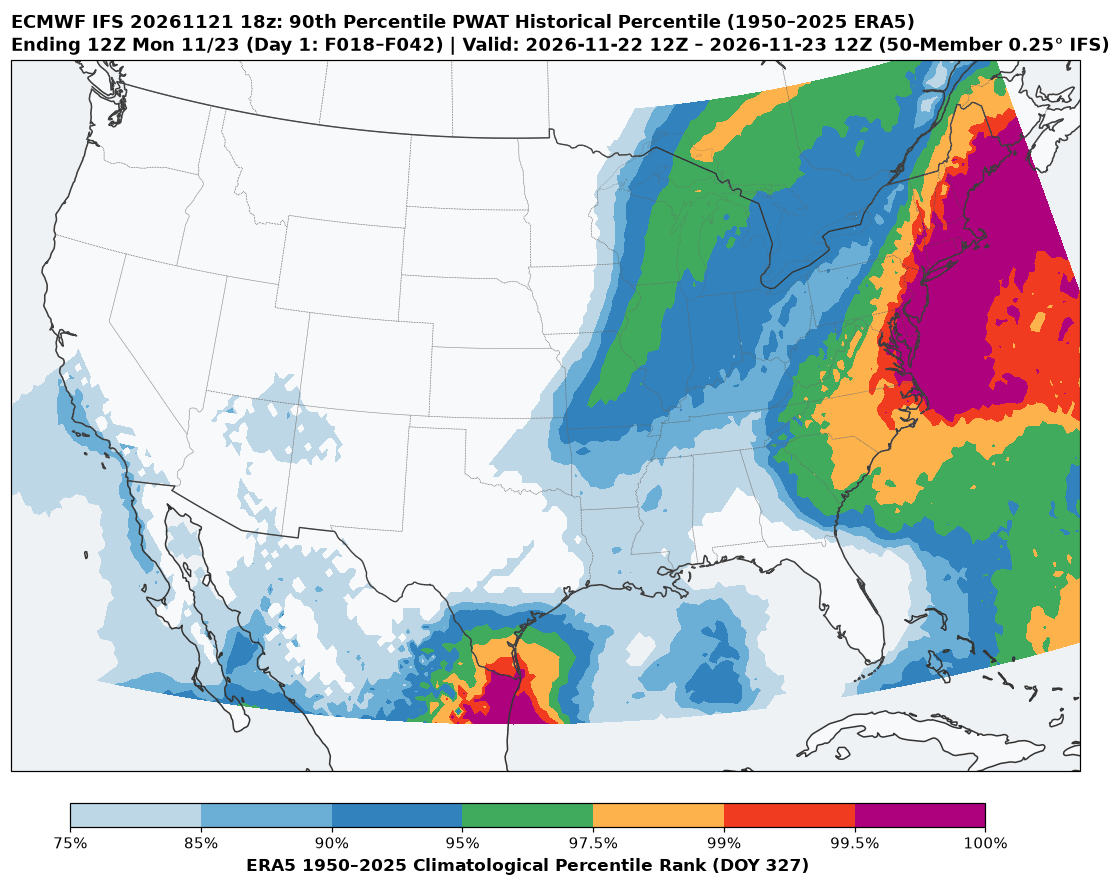 ECMWF IFS 20261121 18z: 90th Percentile PWAT Historical Percentile (1950–2025 ERA5)
Ending 12Z Mon 11/23 (Day 1: F018–F042) | Valid: 2026-11-22 12Z – 2026-11-23 12Z (50-Member 0.25° IFS)
75% 85% 90% 95% 97.5% 99% 99.5% 100%
ERA5 1950–2025 Climatological Percentile Rank (DOY 327)